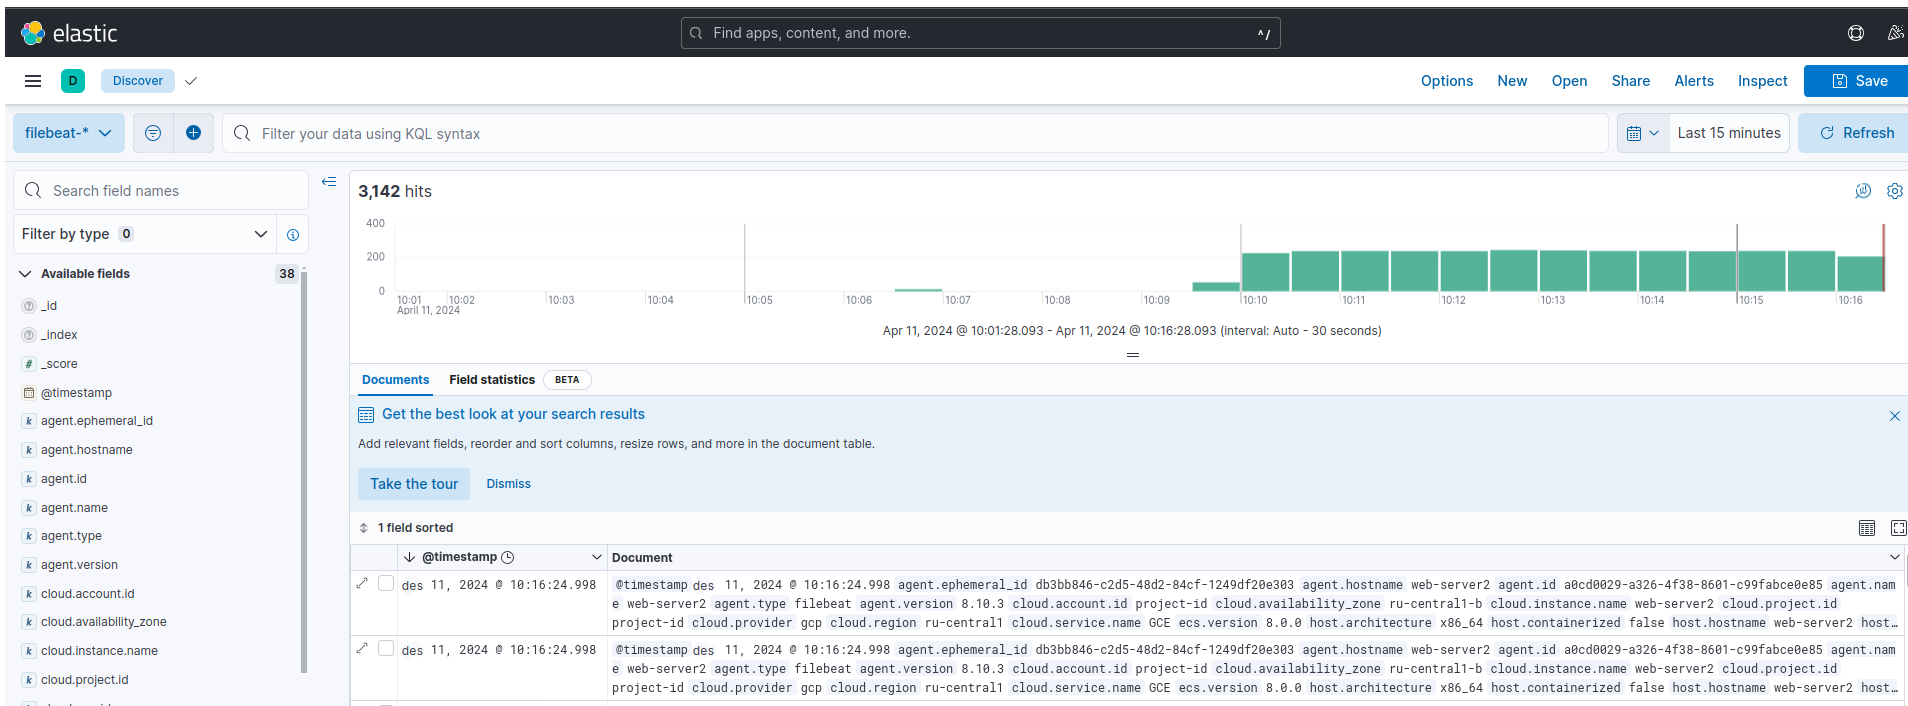 elastic
Find apps, content, and more.
^/
D
Discover
Options
New
Open
Share
Alerts
Inspect
Save
filebeat-*
Filter your data using KQL syntax
Last 15 minutes
Refresh
Search field names
Filter by type 0
Available fields 38
_id
_index
# _score
@timestamp
k agent.ephemeral_id
k agent.hostname
k agent.id
k agent.name
k agent.type
k agent.version
k cloud.account.id
k cloud.availability_zone
k cloud.instance.name
k cloud.project.id
3,142 hits
400
200
0
10:01 10:02 10:03 10:04 10:05 10:06 10:07 10:08 10:09 10:10 10:11 10:12 10:13 10:14 10:15 10:16
April 11, 2024
Apr 11, 2024 @ 10:01:28.093 - Apr 11, 2024 @ 10:16:28.093 (interval: Auto - 30 seconds)
Documents
Field statistics
BETA
Get the best look at your search results
Add relevant fields, reorder and sort columns, resize rows, and more in the document table.
Take the tour
Dismiss
1 field sorted
@timestamp
Document
des 11, 2024 @ 10:16:24.998
@timestamp des 11, 2024 @ 10:16:24.998 agent.ephemeral_id db3bb846-c2d5-48d2-84cf-1249df20e303 agent.hostname web-server2 agent.id a0cd0029-a326-4f38-8601-c99fabce0e85 agent.nam
e web-server2 agent.type filebeat agent.version 8.10.3 cloud.account.id project-id cloud.availability_zone ru-central1-b cloud.instance.name web-server2 cloud.project.id
project-id cloud.provider gcp cloud.region ru-central1 cloud.service.name GCE ecs.version 8.0.0 host.architecture x86_64 host.containerized false host.hostname web-server2 host…
des 11, 2024 @ 10:16:24.998
@timestamp des 11, 2024 @ 10:16:24.998 agent.ephemeral_id db3bb846-c2d5-48d2-84cf-1249df20e303 agent.hostname web-server2 agent.id a0cd0029-a326-4f38-8601-c99fabce0e85 agent.nam
e web-server2 agent.type filebeat agent.version 8.10.3 cloud.account.id project-id cloud.availability_zone ru-central1-b cloud.instance.name web-server2 cloud.project.id
project-id cloud.provider gcp cloud.region ru-central1 cloud.service.name GCE ecs.version 8.0.0 host.architecture x86_64 host.containerized false host.hostname web-server2 host…